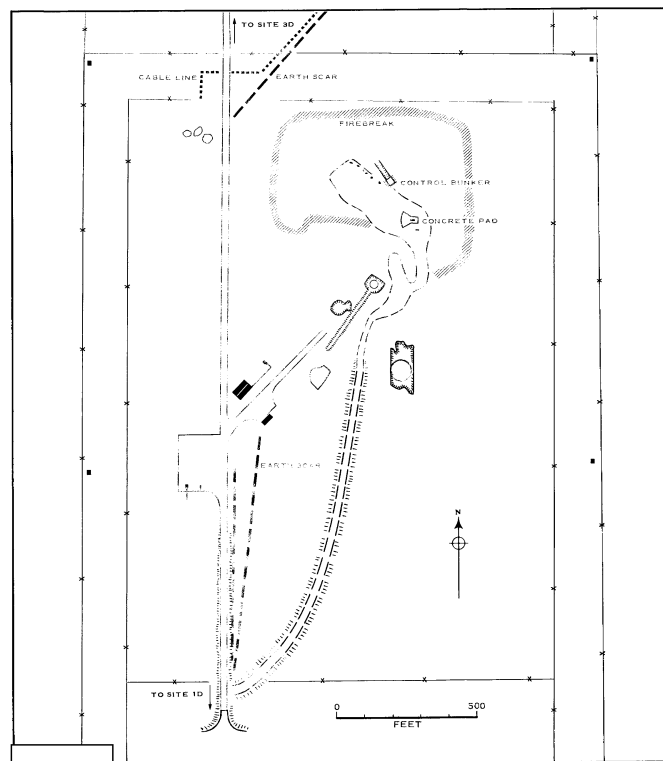 TO SITE 3D
CABLE LINE
EARTH SCAR
FIREBREAK
CONTROL BUNKER
CONCRETE PAD
EARTH SCAR
N
TO SITE 1D
0 500
FEET